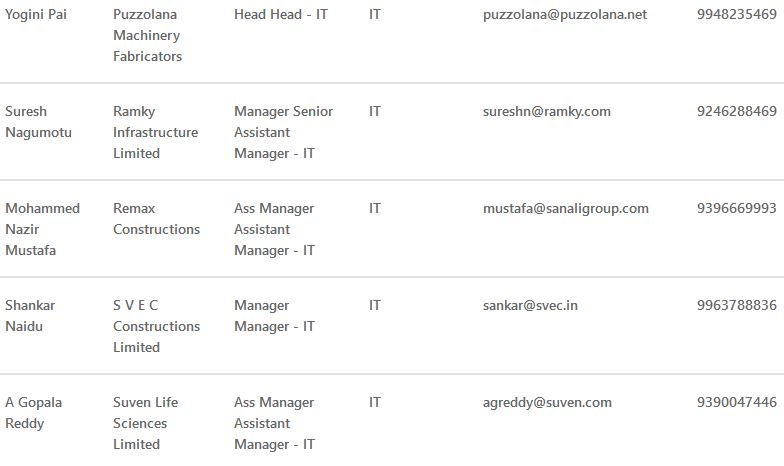 Yogini Pai Puzzolana Head Head - IT IT puzzolana@puzzolana.net 9948235469
Machinery
Fabricators
Suresh Ramky Manager Senior IT sureshn@ramky.com 9246288469
Nagumotu Infrastructure Assistant
Limited Manager - IT
Mohammed Remax Ass Manager IT mustafa@sanaligroup.com 9396669993
Nazir Constructions Assistant
Mustafa Manager - IT
Shankar S V E C Manager IT sankar@svec.in 9963788836
Naidu Constructions Manager - IT
Limited
A Gopala Suven Life Ass Manager IT agreddy@suven.com 9390047446
Reddy Sciences Assistant
Limited Manager - IT